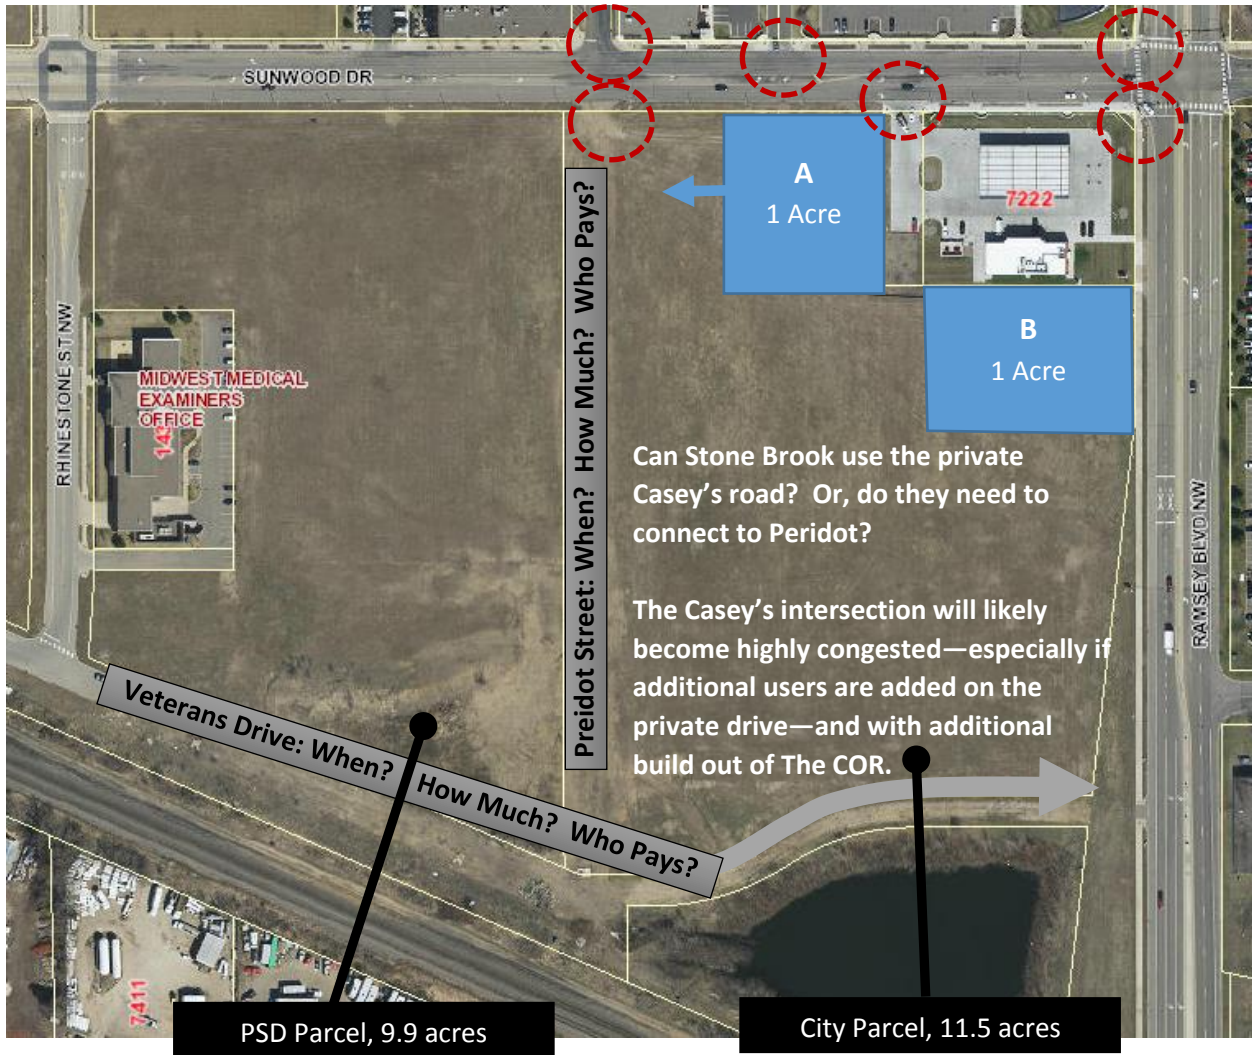 SUNWOOD DR
A
1 Acre
7222
B
1 Acre
RHINESTONE ST NW
MIDWEST MEDICAL
EXAMINERS
OFFICE
Preidot Street: When?  How Much?  Who Pays?
RAMSEY BLVD NW
Can Stone Brook use the private
Casey's road?  Or, do they need to
connect to Peridot?
The Casey's intersection will likely
become highly congested—especially if
additional users are added on the
private drive—and with additional
build out of The COR.
Veterans Drive: When?  How Much?  Who Pays?
7411
PSD Parcel, 9.9 acres
City Parcel, 11.5 acres